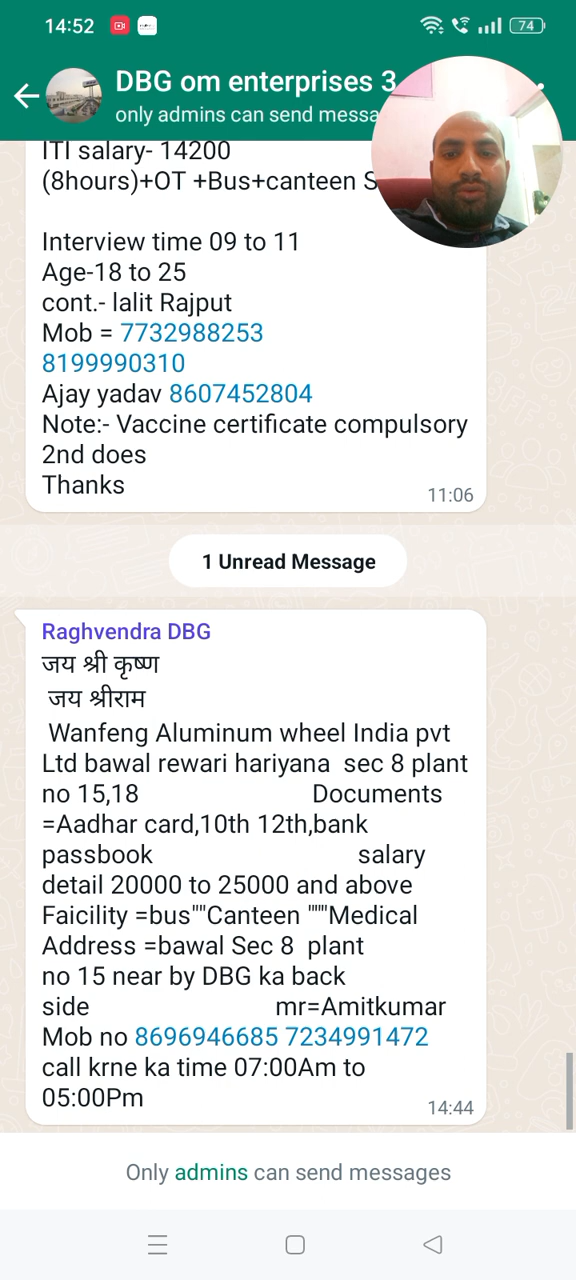 14:52
74
DBG om enterprises 3
only admins can send messa
ITI salary- 14200
(8hours)+OT +Bus+canteen S
Interview time 09 to 11
Age-18 to 25
cont.- lalit Rajput
Mob = 7732988253
8199990310
Ajay yadav 8607452804
Note:- Vaccine certificate compulsory
2nd does
Thanks
11:06
1 Unread Message
Raghvendra DBG
जय श्री कृष्ण
जय श्रीराम
Wanfeng Aluminum wheel India pvt
Ltd bawal rewari hariyana sec 8 plant
no 15,18 Documents
=Aadhar card,10th 12th,bank
passbook salary
detail 20000 to 25000 and above
Faicility =bus""Canteen """Medical
Address =bawal Sec 8 plant
no 15 near by DBG ka back
side mr=Amitkumar
Mob no 8696946685 7234991472
call krne ka time 07:00Am to
05:00Pm
14:44
Only admins can send messages